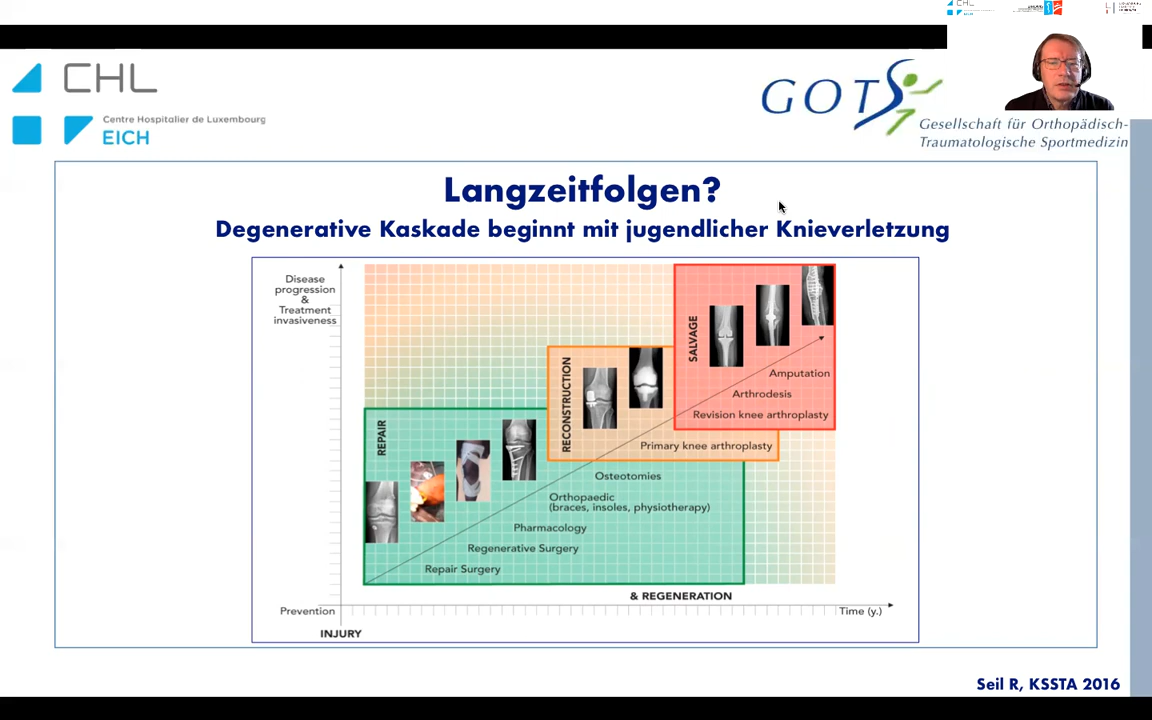 CHL
Centre Hospitalier de Luxembourg
EICH
GOTS
Gesellschaft für Orthopädisch-
Traumatologische Sportmedizin
Langzeitfolgen?
Degenerative Kaskade beginnt mit jugendlicher Knieverletzung
Disease
progression
&
Treatment
invasiveness
SALVAGE
Amputation
Arthrodesis
Revision knee arthroplasty
RECONSTRUCTION
Primary knee arthroplasty
REPAIR
Osteotomies
Orthopaedic
(braces, insoles, physiotherapy)
Pharmacology
Regenerative Surgery
Repair Surgery
& REGENERATION
Prevention
Time (y.)
INJURY
Seil R, KSSTA 2016